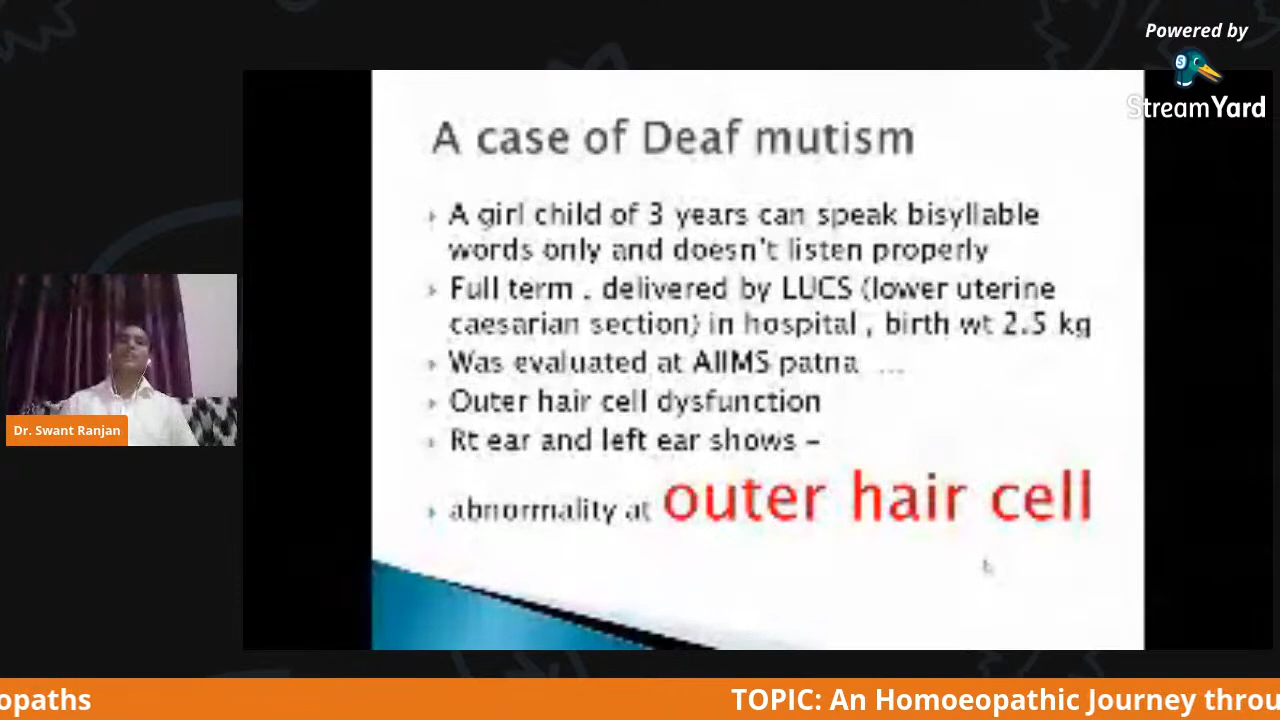 Powered by
StreamYard
A case of Deaf mutism
A girl child of 3 years can speak bisyllable
words only and doesn't listen properly
Full term , delivered by LUCS (lower uterine
caesarian section) in hospital , birth wt 2.5 kg
Was evaluated at AIIMS patna ...
Outer hair cell dysfunction
Rt ear and left ear shows –
abnormality at outer hair cell
Dr. Swant Ranjan
opaths
TOPIC: An Homoeopathic Journey throu